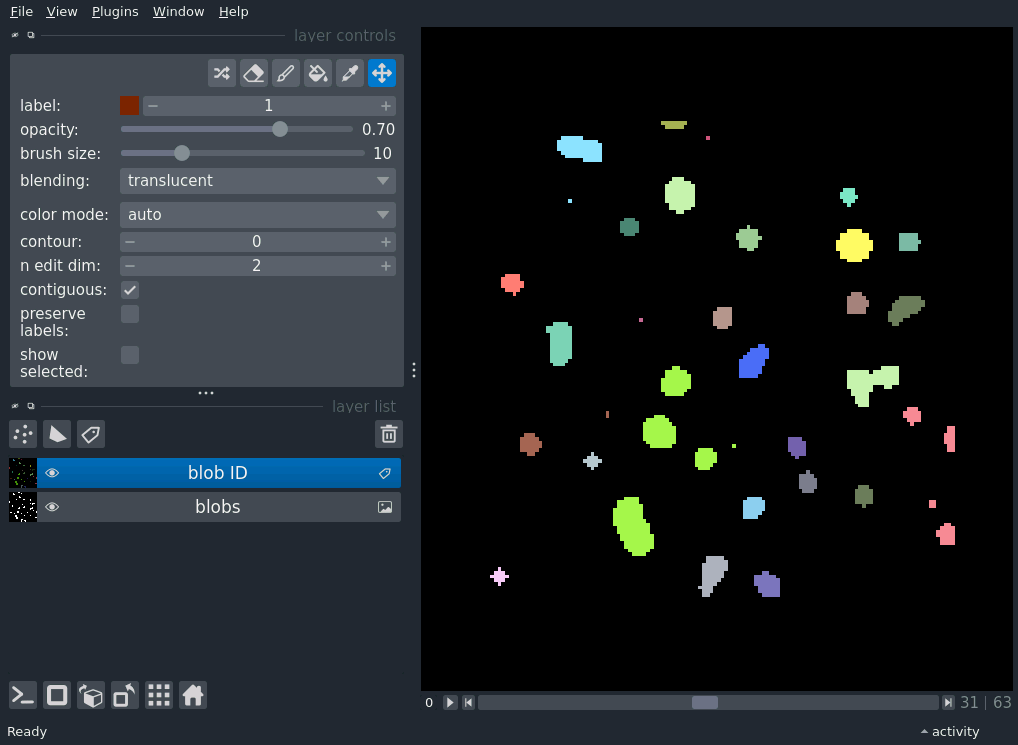 File View Plugins Window Help
layer controls
label: 1
opacity: 0.70
brush size: 10
blending: translucent
color mode: auto
contour: 0
n edit dim: 2
contiguous:
preserve
labels:
show
selected:
layer list
blob ID
blobs
0 31 | 63
Ready activity